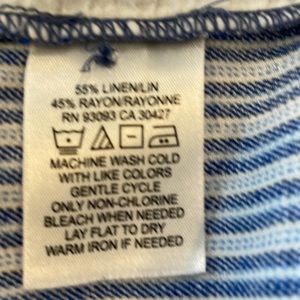 55% LINEN/LIN
45% RAYON/RAYONNE
RN 93093 CA 30427
MACHINE WASH COLD
WITH LIKE COLORS
GENTLE CYCLE
ONLY NON-CHLORINE
BLEACH WHEN NEEDED
LAY FLAT TO DRY
WARM IRON IF NEEDED